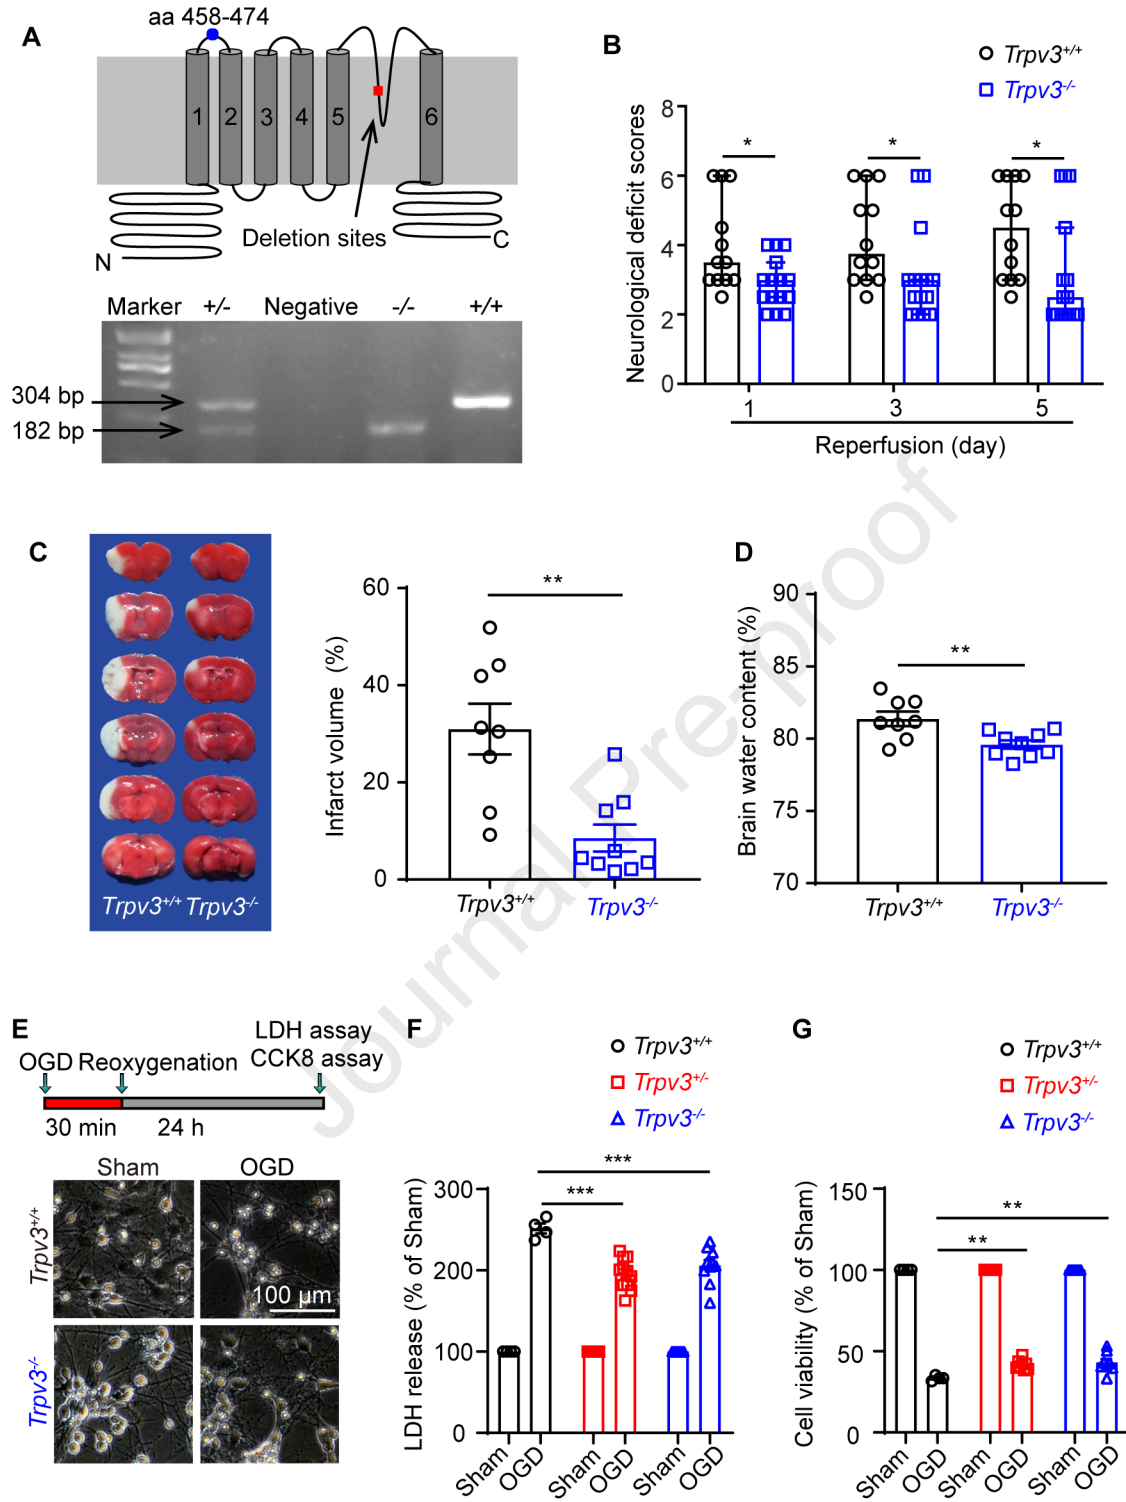 A
aa 458-474
1 2 3 4 5 6
Deletion sites
N
C
Marker +/- Negative -/- +/+
304 bp
182 bp
B
Trpv3+/+
Trpv3-/-
Neurological deficit scores
8
6
4
2
0
* * *
1 3 5
Reperfusion (day)
C
Trpv3+/+ Trpv3-/-
Infarct volume (%)
60
40
20
0
**
Trpv3+/+ Trpv3-/-
D
Brain water content (%)
90
85
80
75
70
**
Trpv3+/+ Trpv3-/-
Journal Pre-proof
E
LDH assay
OGD Reoxygenation CCK8 assay
30 min 24 h
Sham OGD
Trpv3+/+
100 μm
Trpv3-/-
F
Trpv3+/+
Trpv3+/-
Trpv3-/-
LDH release (% of Sham)
300
200
100
0
***
***
Sham OGD Sham OGD Sham OGD
G
Trpv3+/+
Trpv3+/-
Trpv3-/-
Cell viability (% of Sham)
150
100
50
0
**
**
Sham OGD Sham OGD Sham OGD